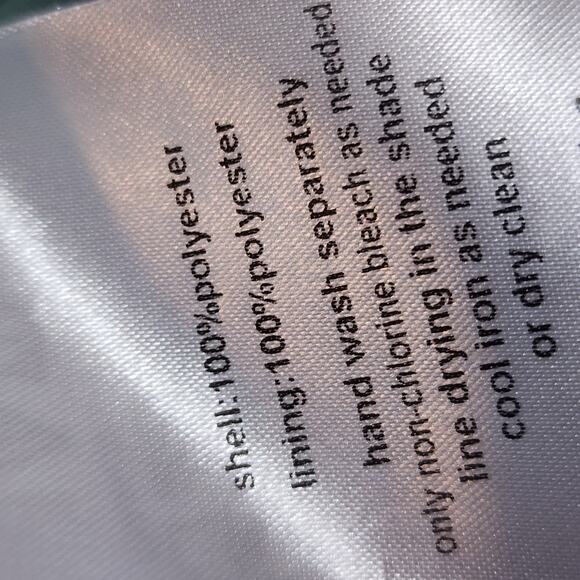 shell:100%polyester
lining:100%polyester
hand wash separately
only non-chlorine bleach as needed
line drying in the shade
cool iron as needed
or dry clean